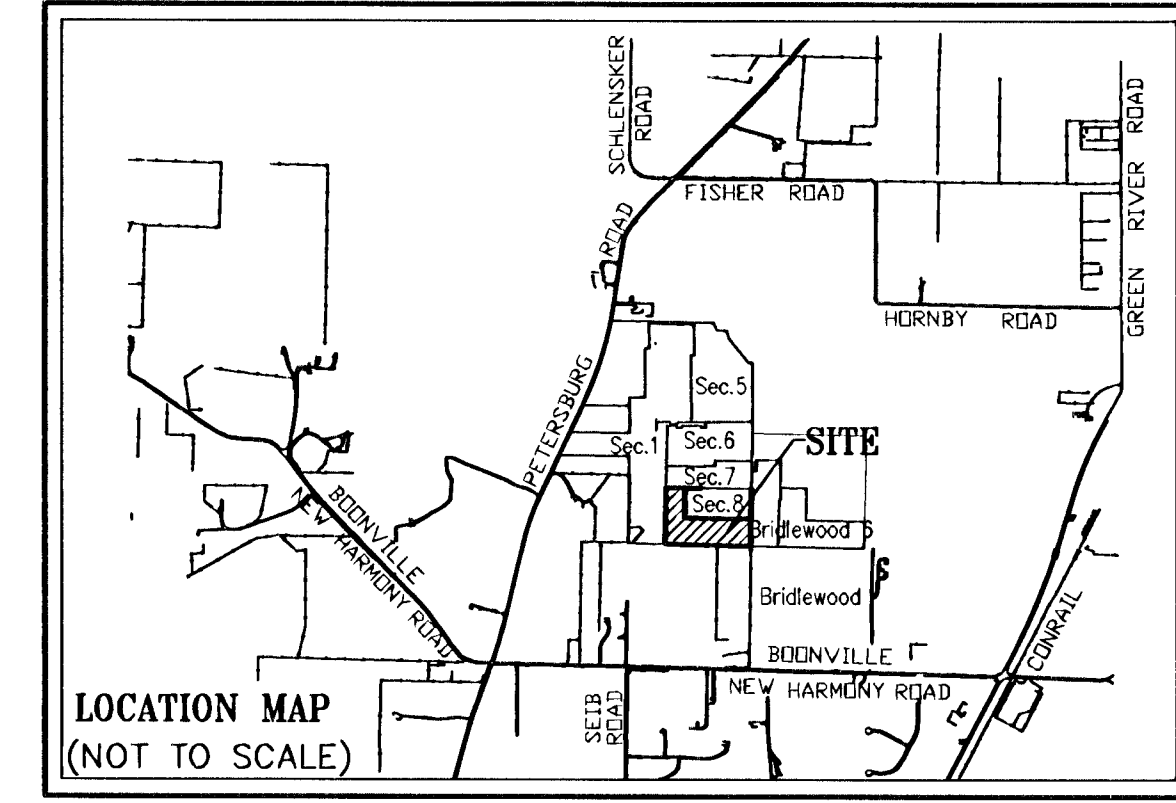 SCHLENSKER
ROAD
FISHER ROAD
GREEN RIVER ROAD
HORNBY ROAD
PETERSBURG ROAD
Sec.5
Sec.1
Sec.6
SITE
Sec.7
Sec.8
Bridlewood 6
Bridlewood
BOONVILLE
NEW HARMONY ROAD
CONRAIL
BOONVILLE
NEW HARMONY ROAD
SEIB
ROAD
LOCATION MAP
(NOT TO SCALE)